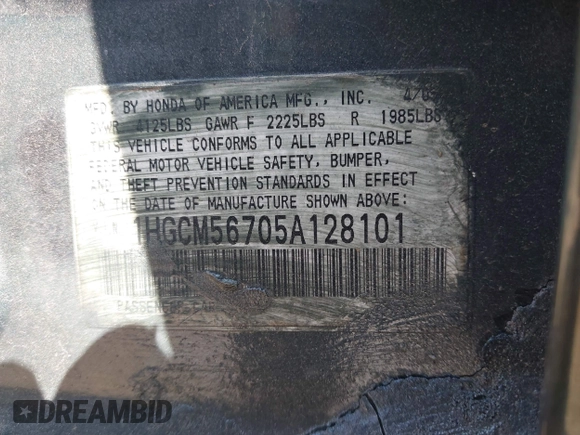 MFD. BY HONDA OF AMERICA MFG., INC. 4/05
GVWR 4125LBS GAWR F 2225LBS R 1985LBS
THIS VEHICLE CONFORMS TO ALL APPLICABLE
FEDERAL MOTOR VEHICLE SAFETY, BUMPER,
AND THEFT PREVENTION STANDARDS IN EFFECT
ON THE DATE OF MANUFACTURE SHOWN ABOVE:
1HGCM56705A128101
DREAMBID